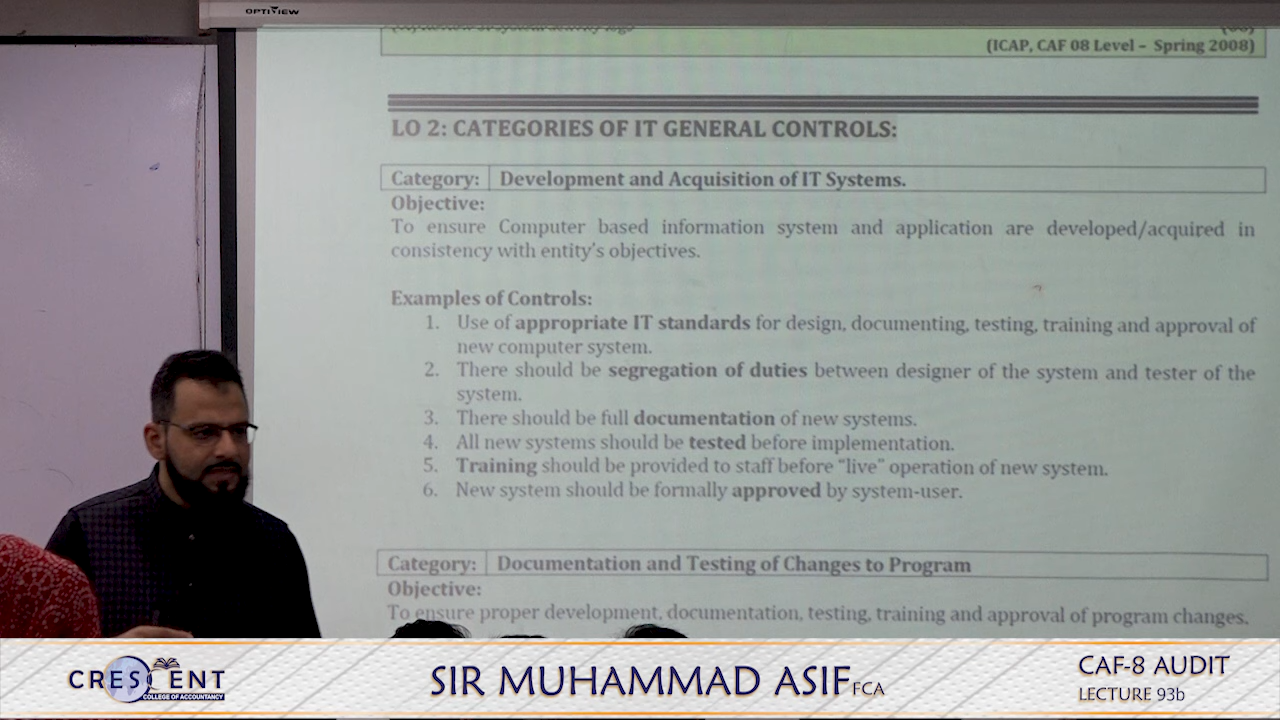 OPTIVIEW
(ICAP, CAF 08 Level – Spring 2008)
LO 2: CATEGORIES OF IT GENERAL CONTROLS:
Category: Development and Acquisition of IT Systems.
Objective:
To ensure Computer based information system and application are developed/acquired in
consistency with entity's objectives.
Examples of Controls:
1. Use of appropriate IT standards for design, documenting, testing, training and approval of
new computer system.
2. There should be segregation of duties between designer of the system and tester of the
system.
3. There should be full documentation of new systems.
4. All new systems should be tested before implementation.
5. Training should be provided to staff before "live" operation of new system.
6. New system should be formally approved by system-user.
Category: Documentation and Testing of Changes to Program
Objective:
To ensure proper development, documentation, testing, training and approval of program changes.
CRESCENT
COLLEGE OF ACCOUNTANCY
SIR MUHAMMAD ASIF FCA
CAF-8 AUDIT
LECTURE 93b